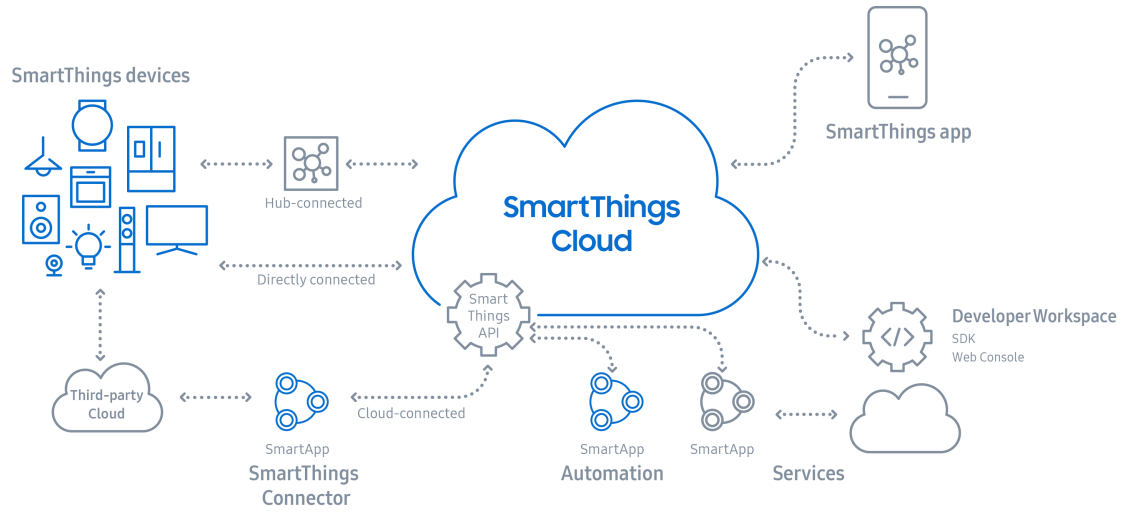 SmartThings devices
SmartThings app
Hub-connected
SmartThings
Cloud
Directly connected
Smart
Things
API
Developer Workspace
SDK
Web Console
</>
Third-party
Cloud
Cloud-connected
SmartApp
SmartThings
Connector
SmartApp
Automation
SmartApp
Services